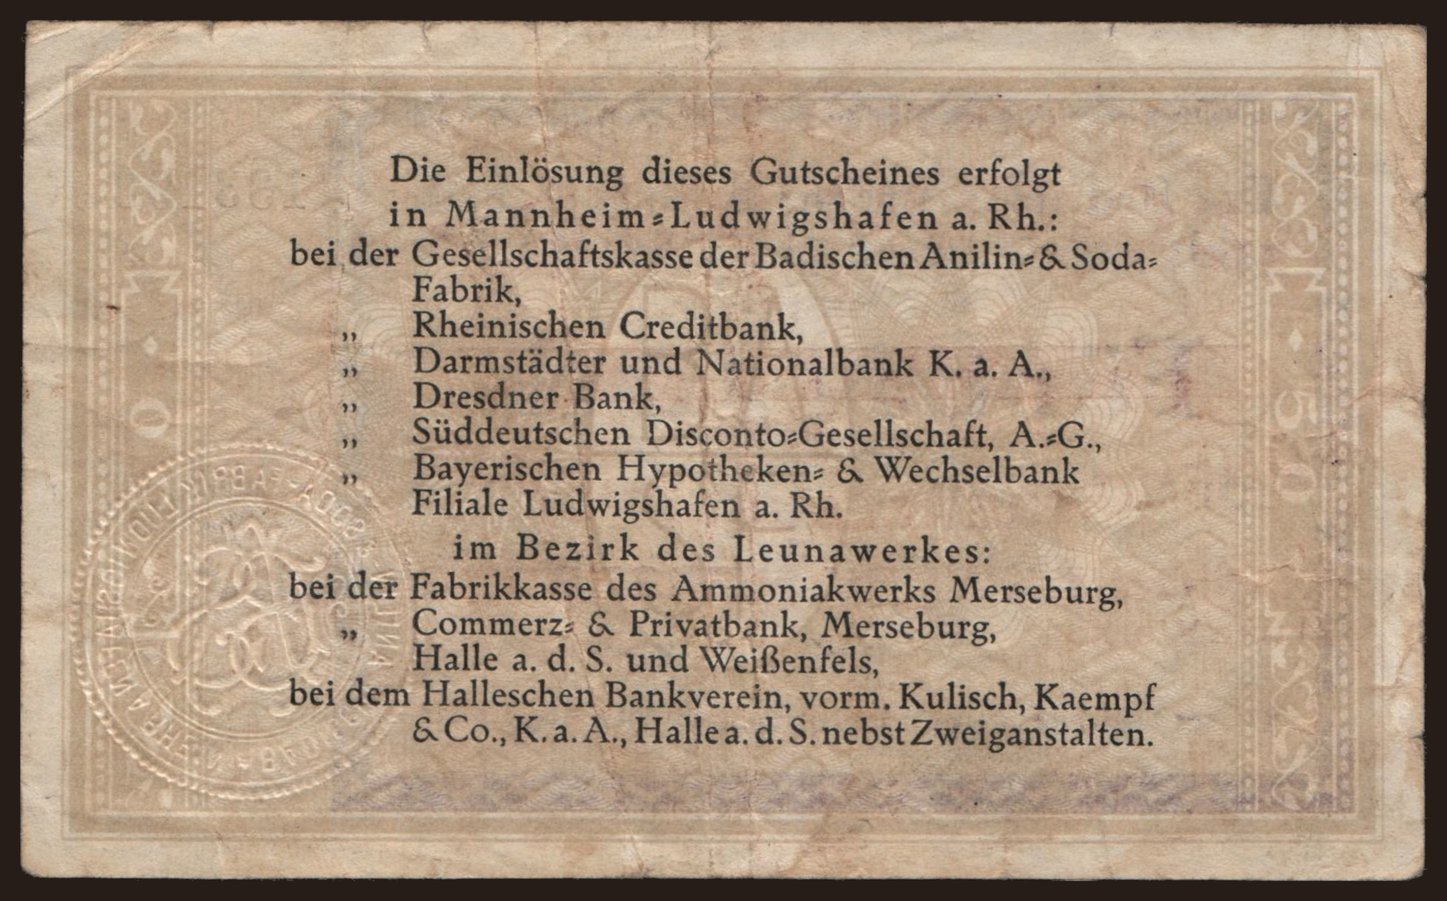 Die Einlösung dieses Gutscheines erfolgt
in Mannheim-Ludwigshafen a. Rh.:
bei der Gesellschaftskasse der Badischen Anilin- & Soda-
Fabrik,
„ Rheinischen Creditbank,
„ Darmstädter und Nationalbank K. a. A.,
„ Dresdner Bank,
„ Süddeutschen Disconto-Gesellschaft, A.-G.,
„ Bayerischen Hypotheken- & Wechselbank
Filiale Ludwigshafen a. Rh.
im Bezirk des Leunawerkes:
bei der Fabrikkasse des Ammoniakwerks Merseburg,
„ Commerz- & Privatbank, Merseburg,
Halle a. d. S. und Weißenfels,
bei dem Halleschen Bankverein, vorm. Kulisch, Kaempf
& Co., K. a. A., Halle a. d. S. nebst Zweiganstalten.